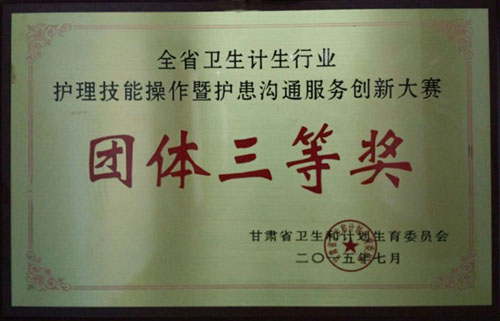 全省卫生计生行业
护理技能操作暨护患沟通服务创新大赛
团体三等奖
甘肃省卫生和计划生育委员会
二〇一五年七月